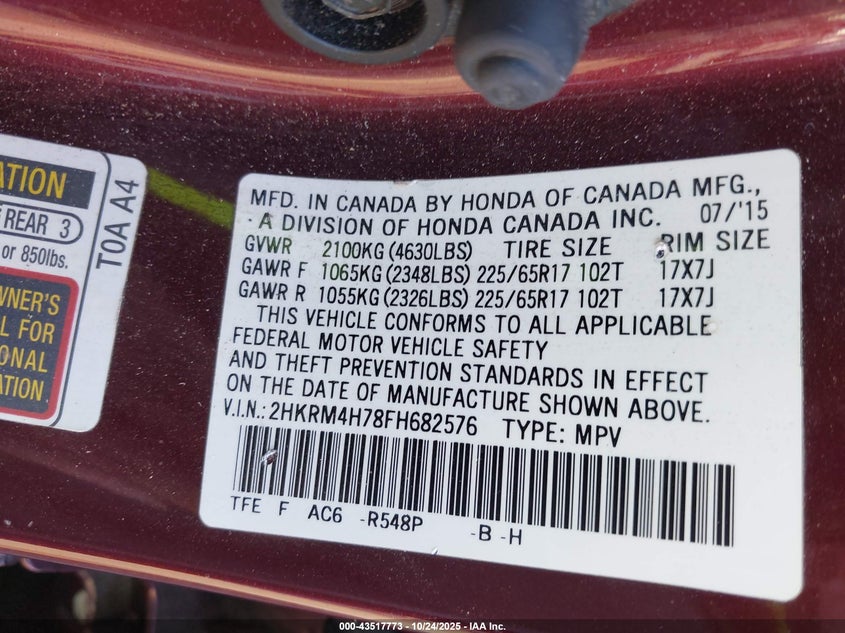 ATION
REAR 3
or 850lbs.
WNER'S
L FOR
ONAL
ATION
T0A A4
MFD. IN CANADA BY HONDA OF CANADA MFG.,
A DIVISION OF HONDA CANADA INC. 07/'15
GVWR 2100KG (4630LBS) TIRE SIZE RIM SIZE
GAWR F 1065KG (2348LBS) 225/65R17 102T 17X7J
GAWR R 1055KG (2326LBS) 225/65R17 102T 17X7J
THIS VEHICLE CONFORMS TO ALL APPLICABLE
FEDERAL MOTOR VEHICLE SAFETY
AND THEFT PREVENTION STANDARDS IN EFFECT
ON THE DATE OF MANUFACTURE SHOWN ABOVE.
V.I.N.: 2HKRM4H78FH682576 TYPE: MPV
TFE F AC6 -R548P -B -H
000-43517773 - 10/24/2025 - IAA Inc.